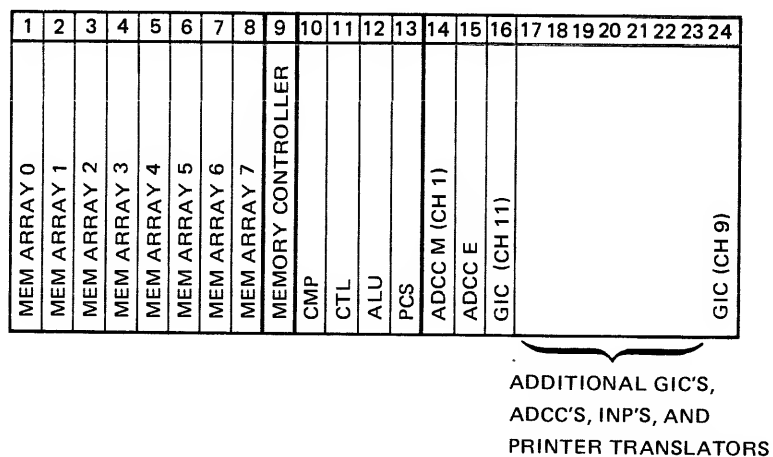 1 2 3 4 5 6 7 8 9 10 11 12 13 14 15 16 17 18 19 20 21 22 23 24
MEM ARRAY 0
MEM ARRAY 1
MEM ARRAY 2
MEM ARRAY 3
MEM ARRAY 4
MEM ARRAY 5
MEM ARRAY 6
MEM ARRAY 7
MEMORY CONTROLLER
CMP
CTL
ALU
PCS
ADCC M (CH 1)
ADCC E
GIC (CH 11)
GIC (CH 9)
ADDITIONAL GIC'S,
ADCC'S, INP'S, AND
PRINTER TRANSLATORS